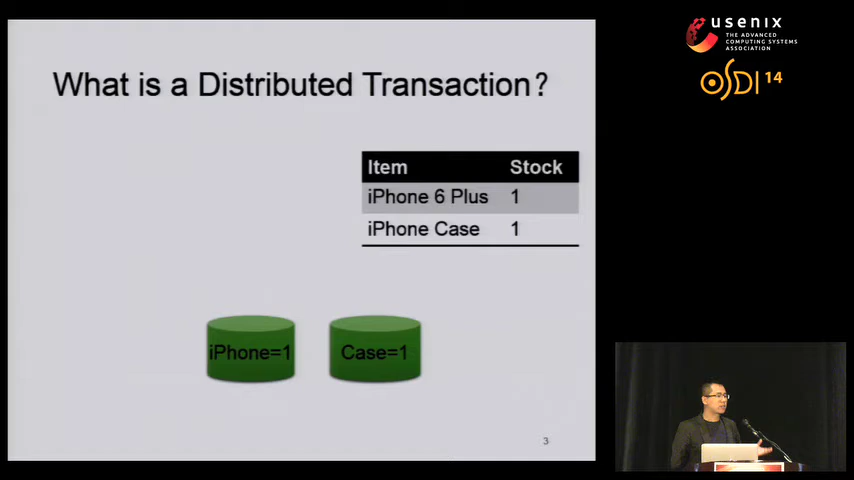 What is a Distributed Transaction?
Item Stock
iPhone 6 Plus 1
iPhone Case 1
iPhone=1 Case=1
3
usenix
THE ADVANCED
COMPUTING SYSTEMS
ASSOCIATION
OSDI 14